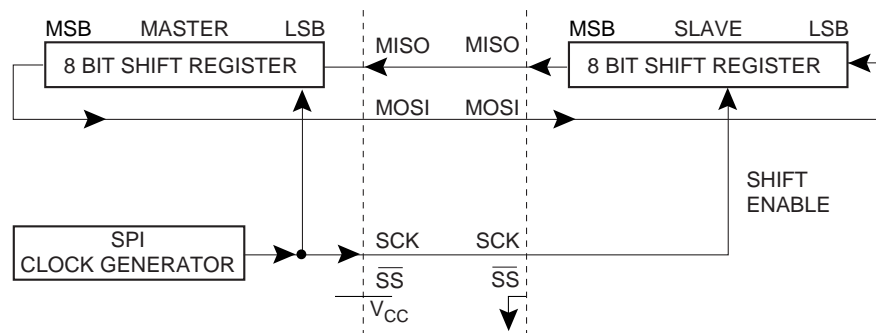 MSB MASTER LSB
MISO MISO
MSB SLAVE LSB
8 BIT SHIFT REGISTER
8 BIT SHIFT REGISTER
MOSI MOSI
SHIFT
ENABLE
SPI
CLOCK GENERATOR
SCK SCK
SS SS
VCC